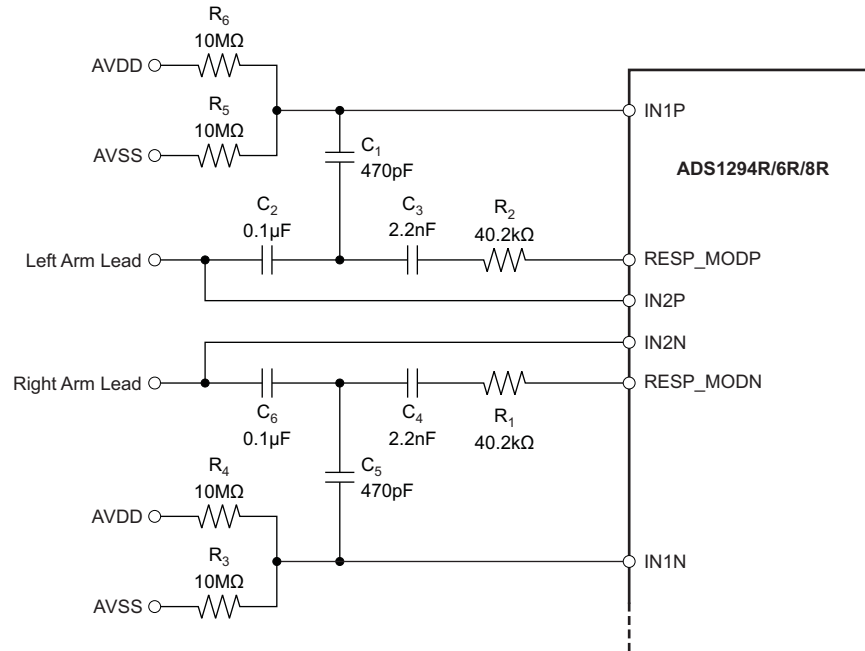 R6
10MΩ
AVDD
R5
10MΩ
AVSS
IN1P
C1
470pF
ADS1294R/6R/8R
C2
0.1µF
C3
2.2nF
R2
40.2kΩ
Left Arm Lead
RESP_MODP
IN2P
IN2N
Right Arm Lead
RESP_MODN
C6
0.1µF
C4
2.2nF
R1
40.2kΩ
C5
470pF
R4
10MΩ
AVDD
R3
10MΩ
AVSS
IN1N